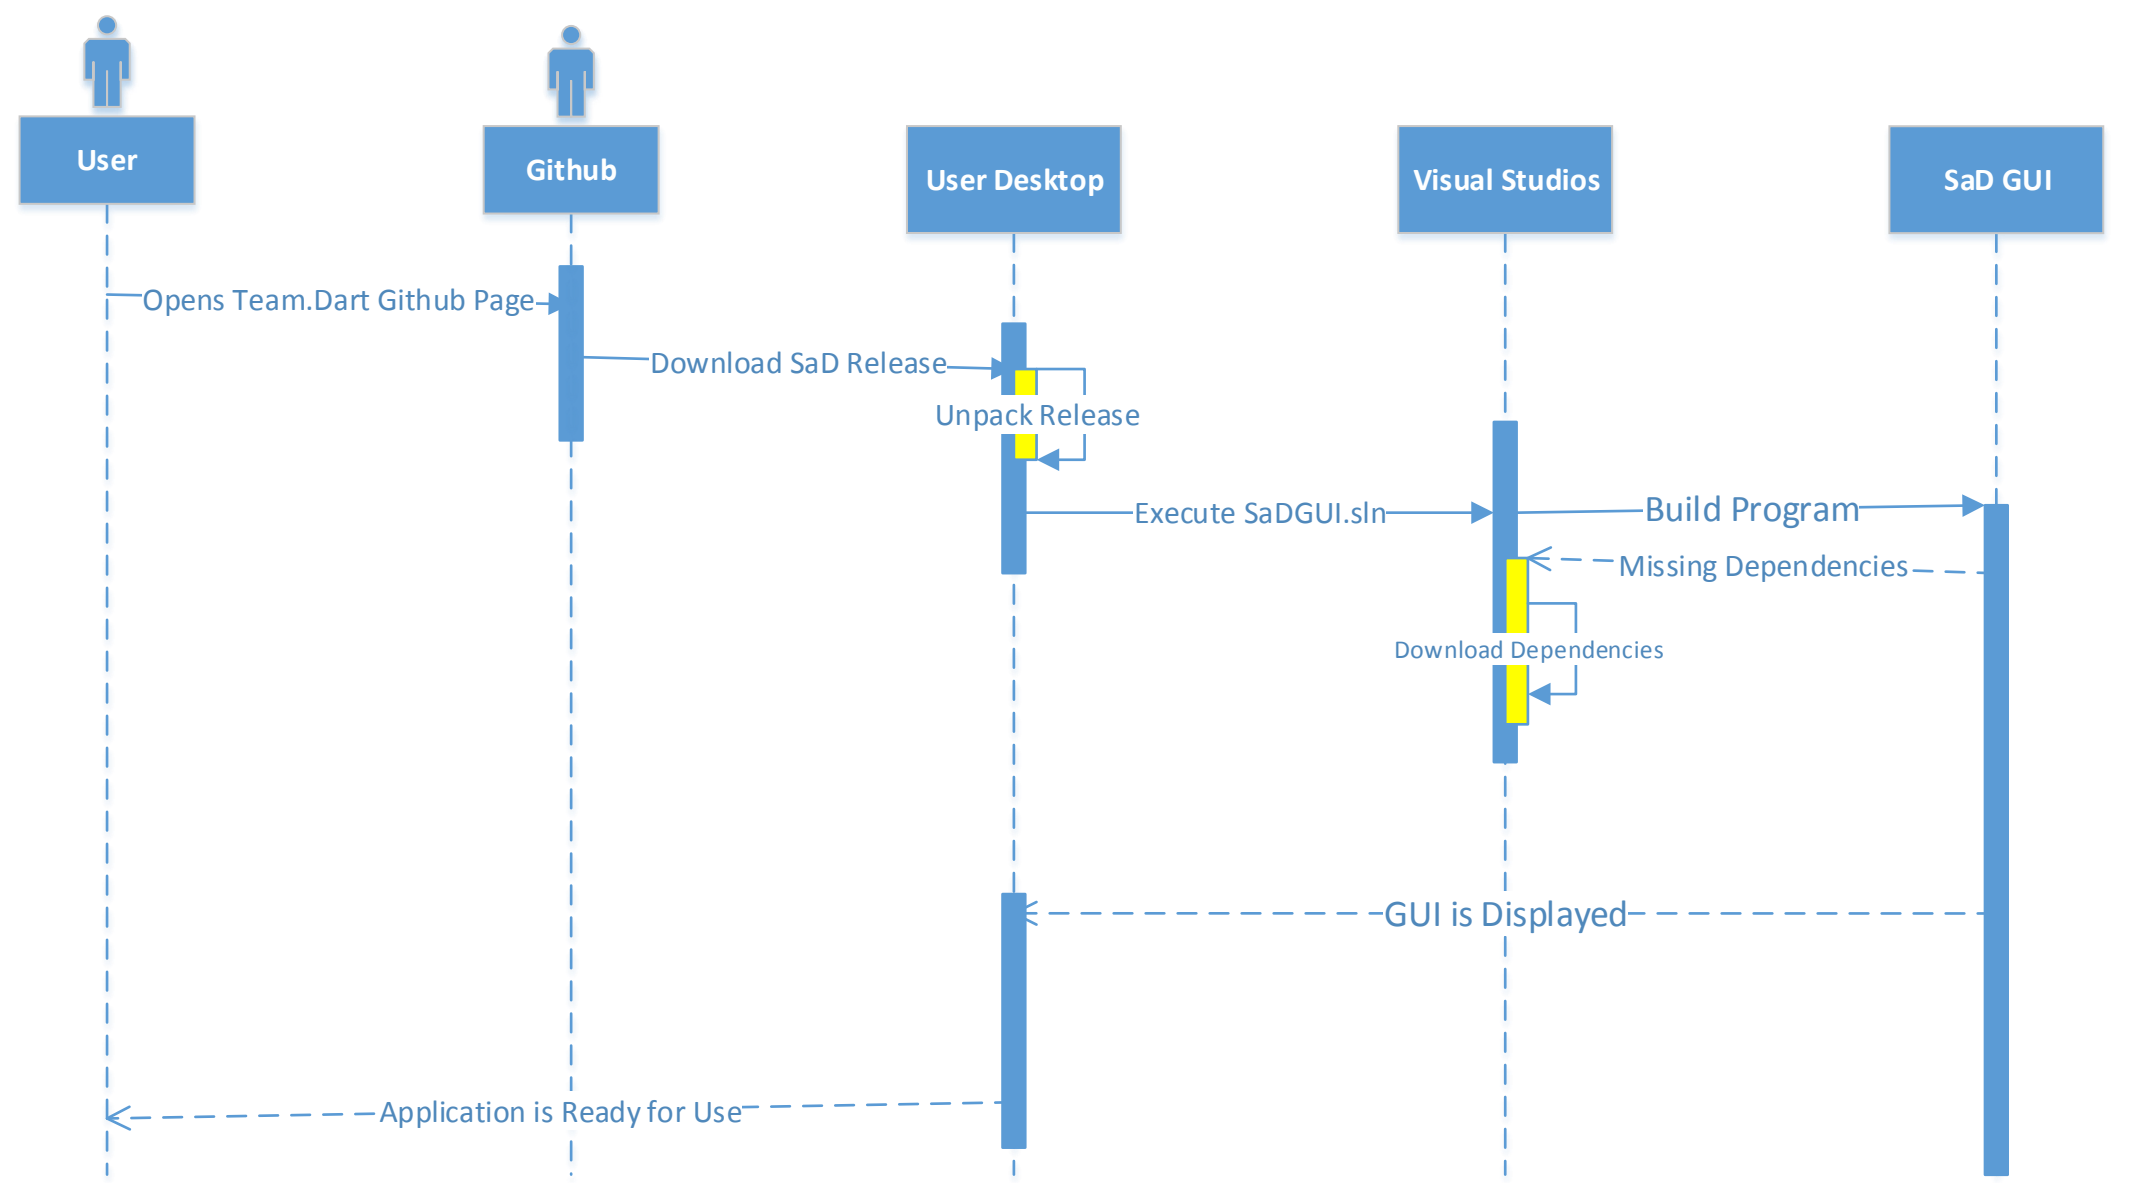 User
Github
User Desktop
Visual Studios
SaD GUI
Opens Team.Dart Github Page
Download SaD Release
Unpack Release
Execute SaDGUI.sln
Build Program
Missing Dependencies
Download Dependencies
GUI is Displayed
Application is Ready for Use